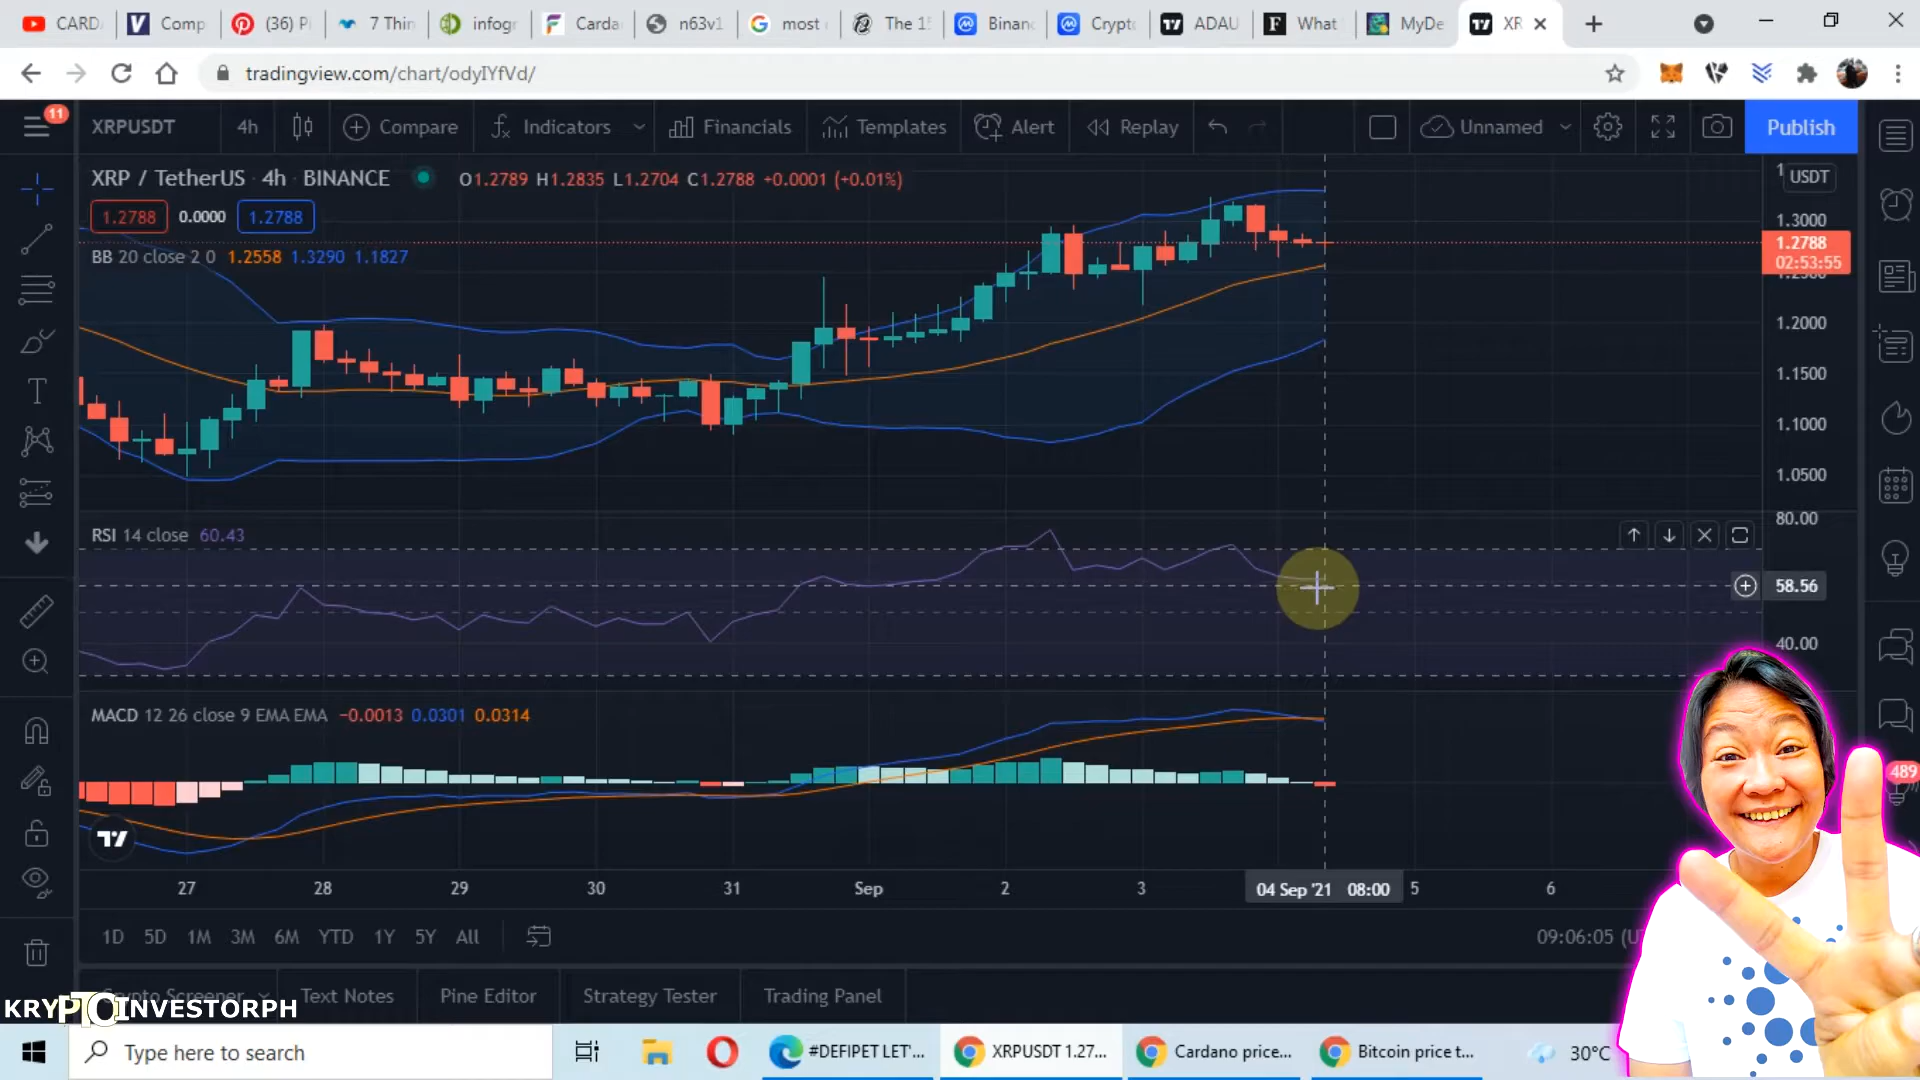 CARD Comp (36) P 7 Thin infogr Carda n63v1 most The 1 Binan Crypto ADAU What MyDe XR
tradingview.com/chart/odyIYfVd/
11 XRPUSDT 4h Compare Indicators Financials Templates Alert Replay Unnamed Publish
XRP / TetherUS · 4h · BINANCE O1.2789 H1.2835 L1.2704 C1.2788 +0.0001 (+0.01%)
USDT
1.2788 0.0000 1.2788
1.3000
BB 20 close 2 0 1.2558 1.3290 1.1827
1.2788
02:53:55
1.2000
1.1500
1.1000
1.0500
80.00
RSI 14 close 60.43
58.56
40.00
MACD 12 26 close 9 EMA EMA −0.0013 0.0301 0.0314
489
27 28 29 30 31 Sep 2 3 04 Sep '21 08:00 5 6
1D 5D 1M 3M 6M YTD 1Y 5Y All 09:06:05
Crypto Screener Text Notes Pine Editor Strategy Tester Trading Panel
KRYPTOINVESTORPH
Type here to search #DEFIPET LET'... XRPUSDT 1.27... Cardano price... Bitcoin price t... 30°C